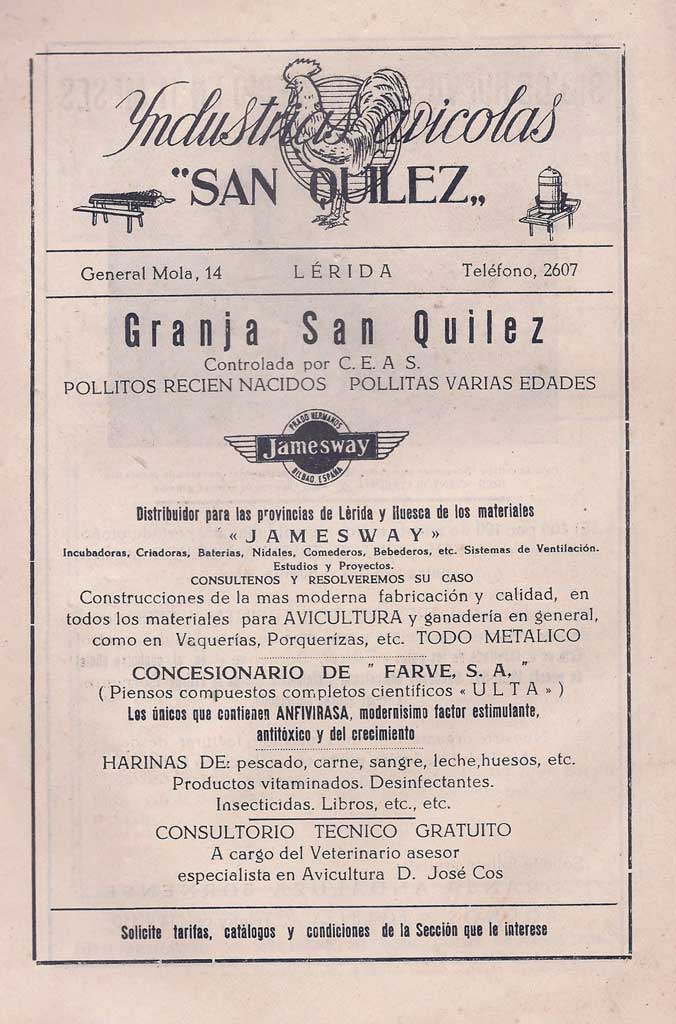 Yndustrias avicolas
"SAN QUILEZ„
General Mola, 14 LÉRIDA Teléfono, 2607
Granja San Quilez
Controlada por C. E. A S.
POLLITOS RECIEN NACIDOS POLLITAS VARIAS EDADES
PRADO HERMANOS
Jamesway
BILBAO, ESPAÑA
Distribuidor para las provincias de Lérida y Huesca de los materiales
« JAMESWAY »
Incubadoras, Criadoras, Baterias, Nidales, Comederos, Bebederos, etc. Sistemas de Ventilación.
Estudios y Proyectos.
CONSULTENOS Y RESOLVEREMOS SU CASO
Construcciones de la mas moderna fabricación y calidad, en
todos los materiales para AVICULTURA y ganadería en general,
como en Vaquerías, Porquerizas, etc. TODO METALICO
CONCESIONARIO DE " FARVE, S. A, "
( Piensos compuestos completos científicos « ULTA » )
Los únicos que contienen ANFIVIRASA, modernisimo factor estimulante,
antitóxico y del crecimiento
HARINAS DE: pescado, carne, sangre, leche,huesos, etc.
Productos vitaminados. Desinfectantes.
Insecticidas. Libros, etc., etc.
CONSULTORIO TECNICO GRATUITO
A cargo del Veterinario asesor
especialista en Avicultura D. José Cos
Solicite tarifas, catálogos y condiciones de la Sección que le interese